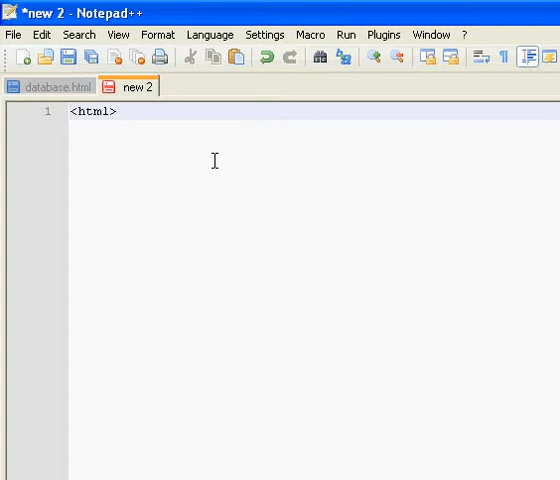 *new 2 - Notepad++
File Edit Search View Format Language Settings Macro Run Plugins Window ?
database.html new 2
1 <html>